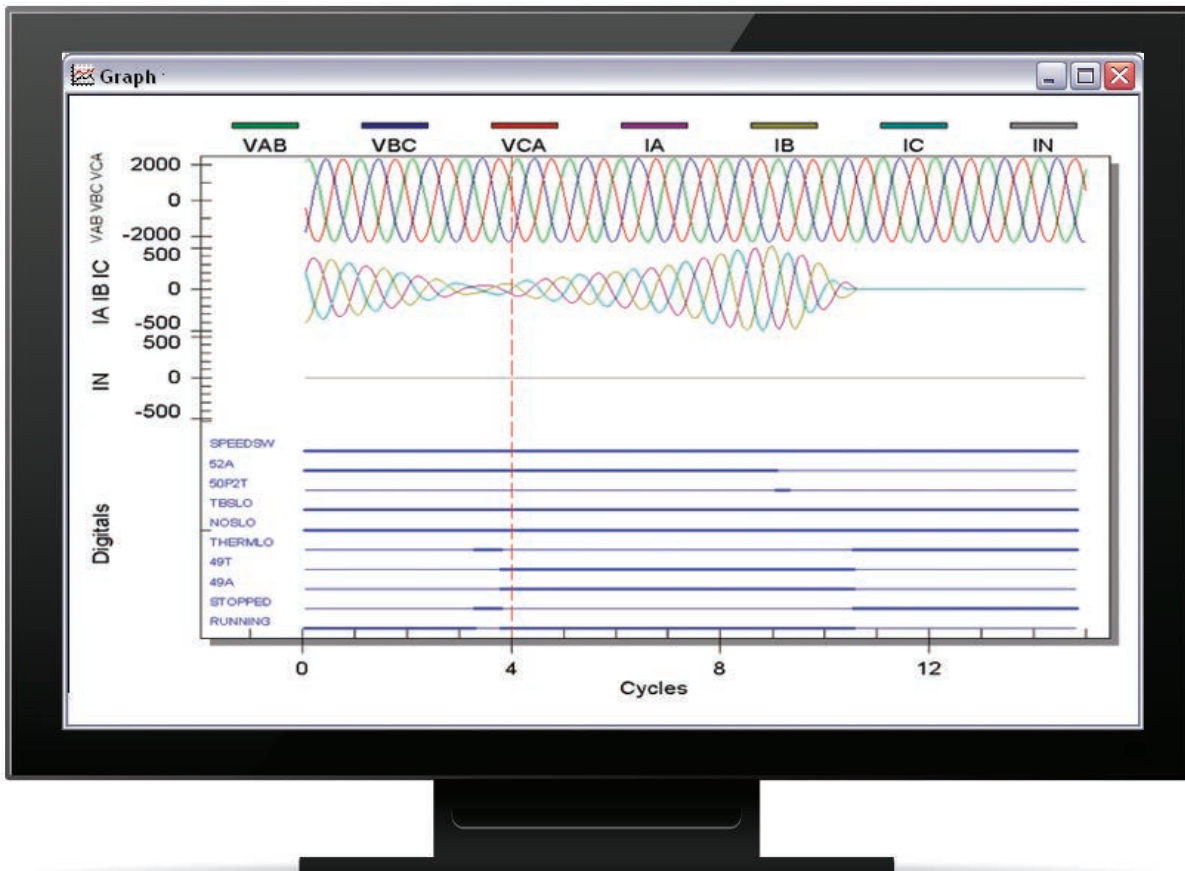 Graph
VAB VBC VCA IA IB IC IN
VAB VBC VCA
2000
0
-2000
IA IB IC
500
0
-500
IN
500
0
-500
Digitals
SPEEDSW
52A
50P2T
TBSLO
NOSLO
THERMLO
49T
49A
STOPPED
RUNNING
0 4 8 12
Cycles